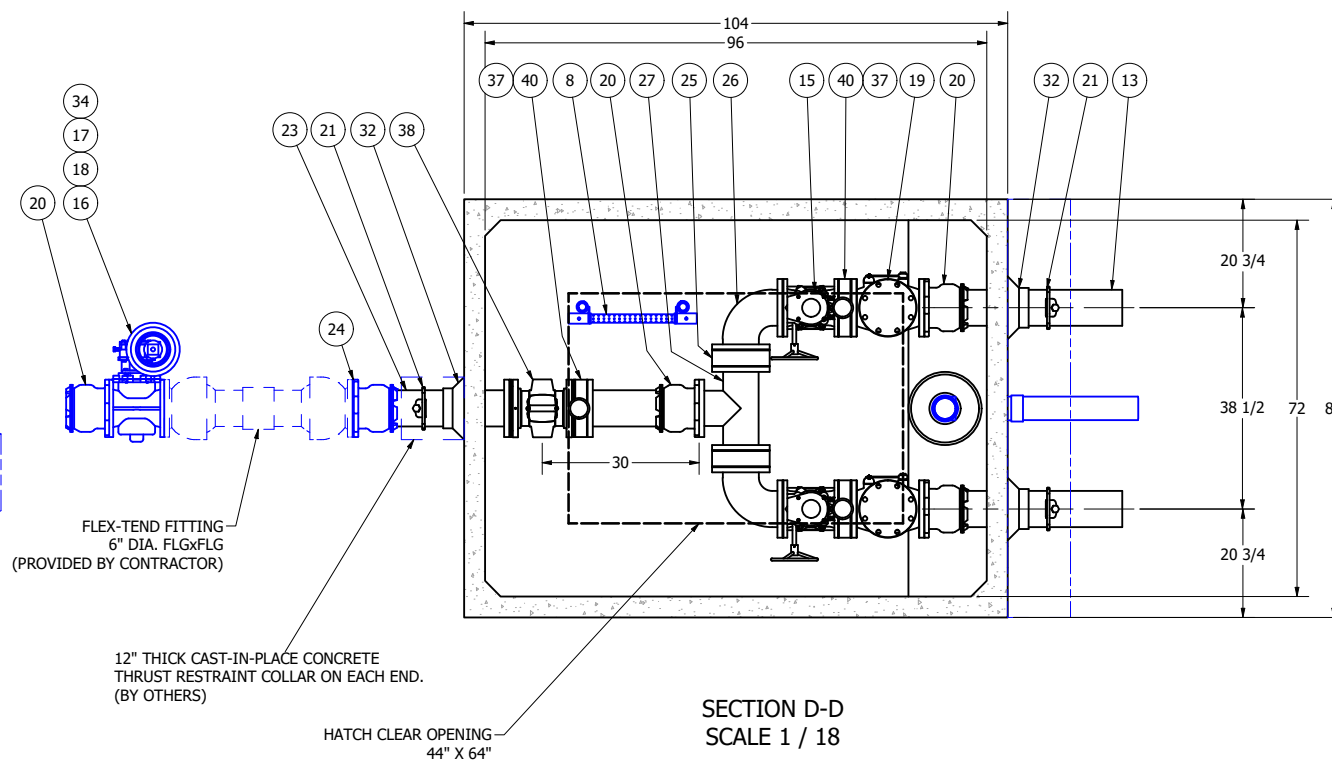 104
96
37 40 8 20 27 25 26 15 40 37 19 20 32 21 13
34
17
18
16
20
23 21 32 38
24
20 3/4
38 1/2
72
8
20 3/4
30
FLEX-TEND FITTING
6" DIA. FLGxFLG
(PROVIDED BY CONTRACTOR)
12" THICK CAST-IN-PLACE CONCRETE
THRUST RESTRAINT COLLAR ON EACH END.
(BY OTHERS)
HATCH CLEAR OPENING
44" X 64"
SECTION D-D
SCALE 1 / 18